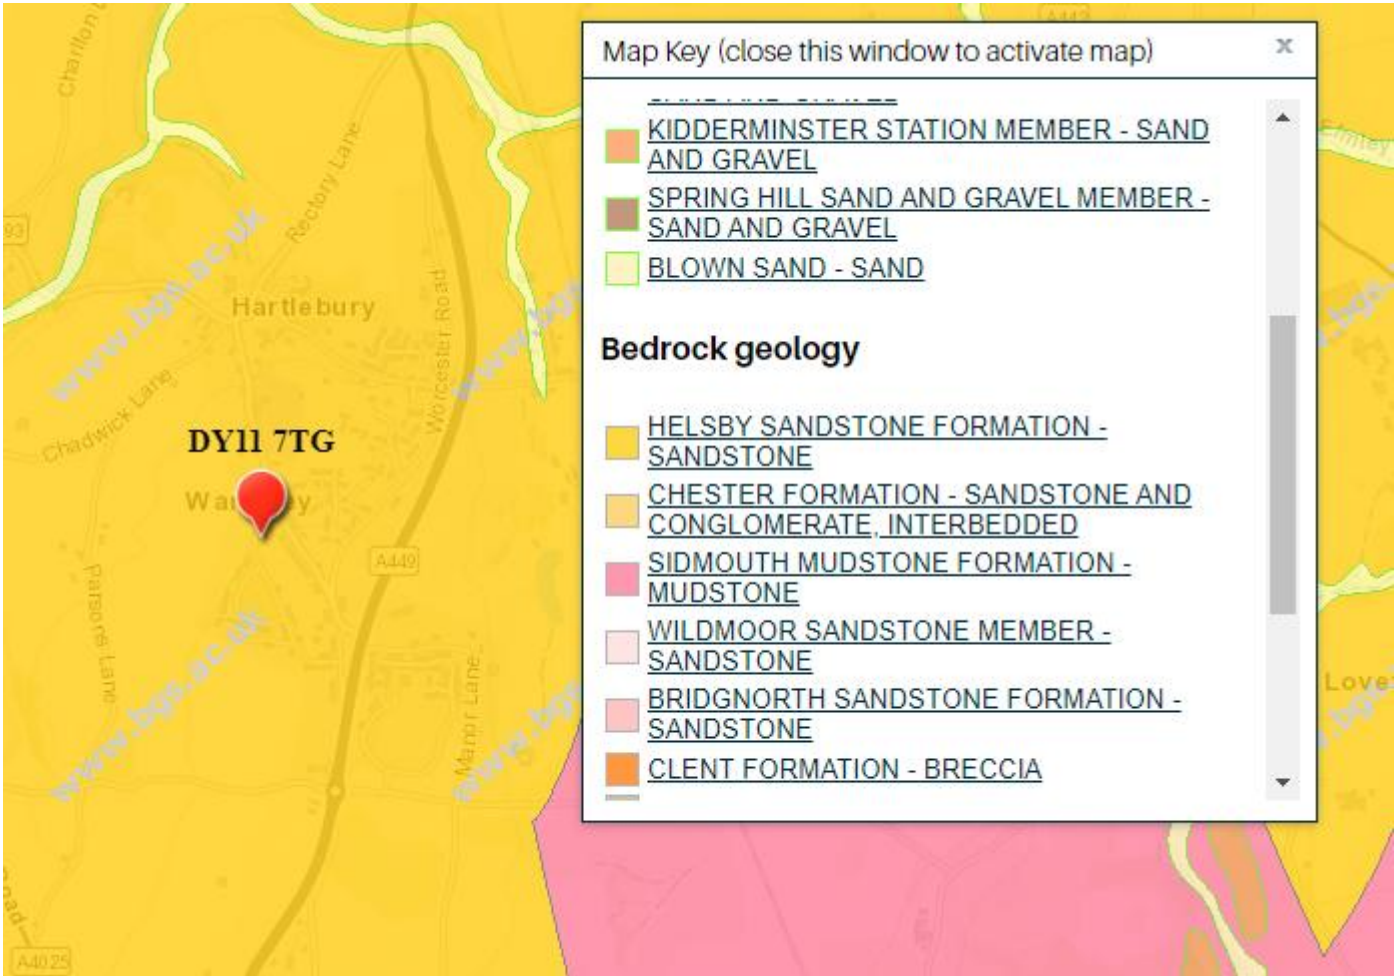 Map Key (close this window to activate map)
x
KIDDERMINSTER STATION MEMBER - SAND
AND GRAVEL
SPRING HILL SAND AND GRAVEL MEMBER -
SAND AND GRAVEL
BLOWN SAND - SAND
Bedrock geology
HELSBY SANDSTONE FORMATION -
SANDSTONE
CHESTER FORMATION - SANDSTONE AND
CONGLOMERATE, INTERBEDDED
SIDMOUTH MUDSTONE FORMATION -
MUDSTONE
WILDMOOR SANDSTONE MEMBER -
SANDSTONE
BRIDGNORTH SANDSTONE FORMATION -
SANDSTONE
CLENT FORMATION - BRECCIA
A442
93
Rectory Lane
www.bgs.ac.uk
Hartlebury
Worcester Road
Chadwick Lane
DY11 7TG
A449
Parsons Lane
www.bgs.ac.uk
Manor Lane
A4025